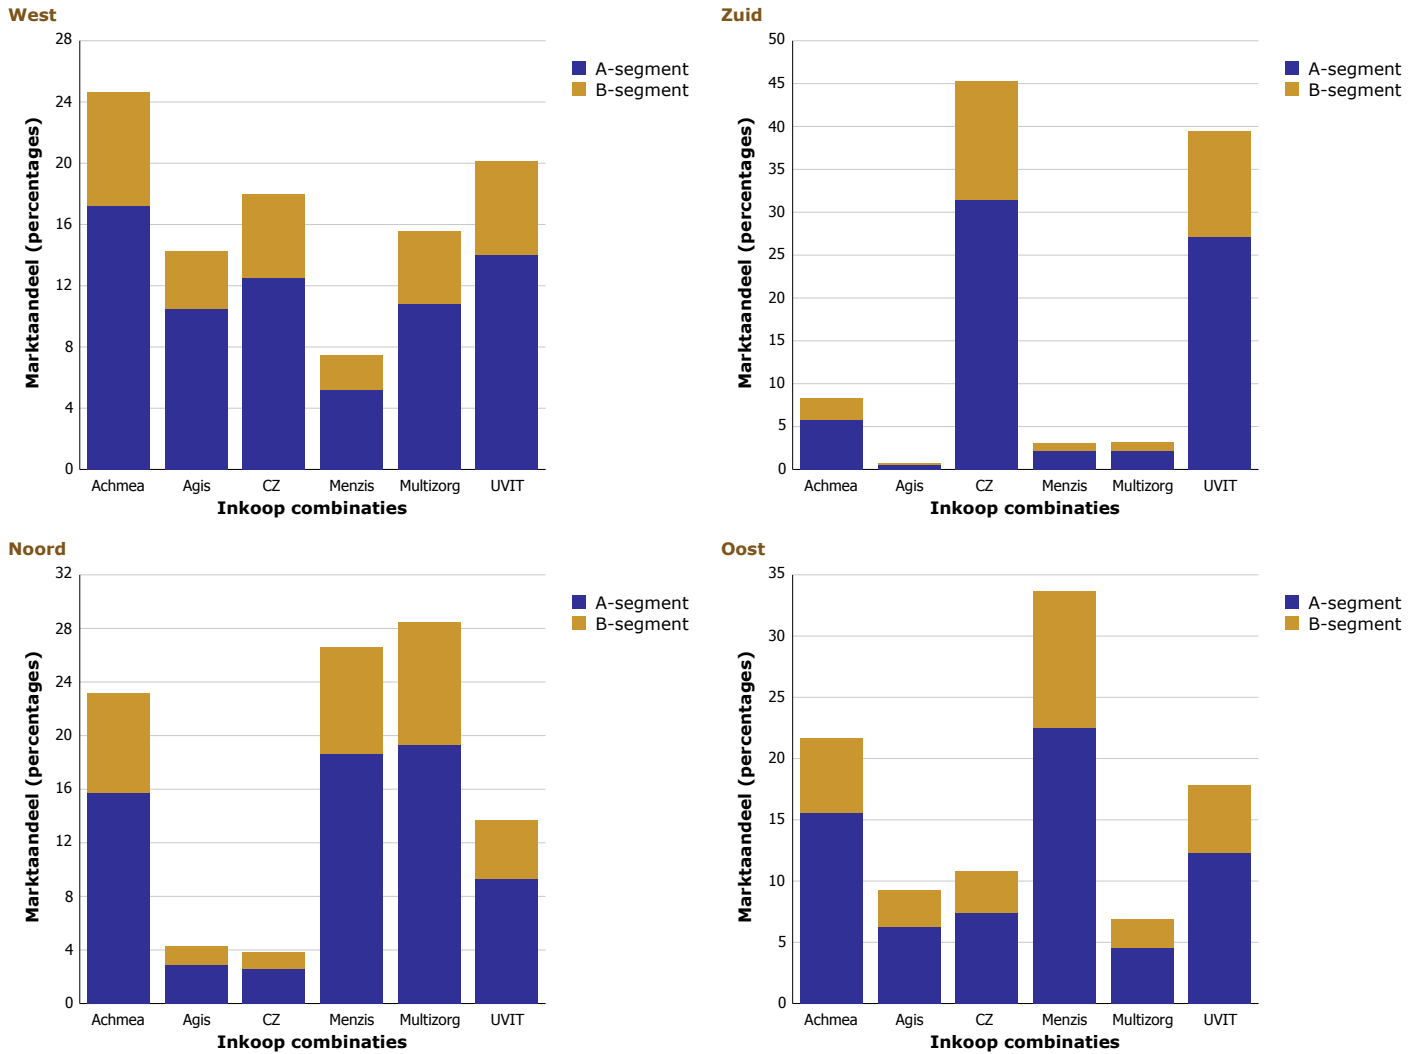 West
Marktaandeel (percentages)
28
24
20
16
12
8
4
0
Achmea Agis CZ Menzis Multizorg UVIT
Inkoop combinaties
A-segment
B-segment
Zuid
Marktaandeel (percentages)
50
45
40
35
30
25
20
15
10
5
0
Achmea Agis CZ Menzis Multizorg UVIT
Inkoop combinaties
A-segment
B-segment
Noord
Marktaandeel (percentages)
32
28
24
20
16
12
8
4
0
Achmea Agis CZ Menzis Multizorg UVIT
Inkoop combinaties
A-segment
B-segment
Oost
Marktaandeel (percentages)
35
30
25
20
15
10
5
0
Achmea Agis CZ Menzis Multizorg UVIT
Inkoop combinaties
A-segment
B-segment